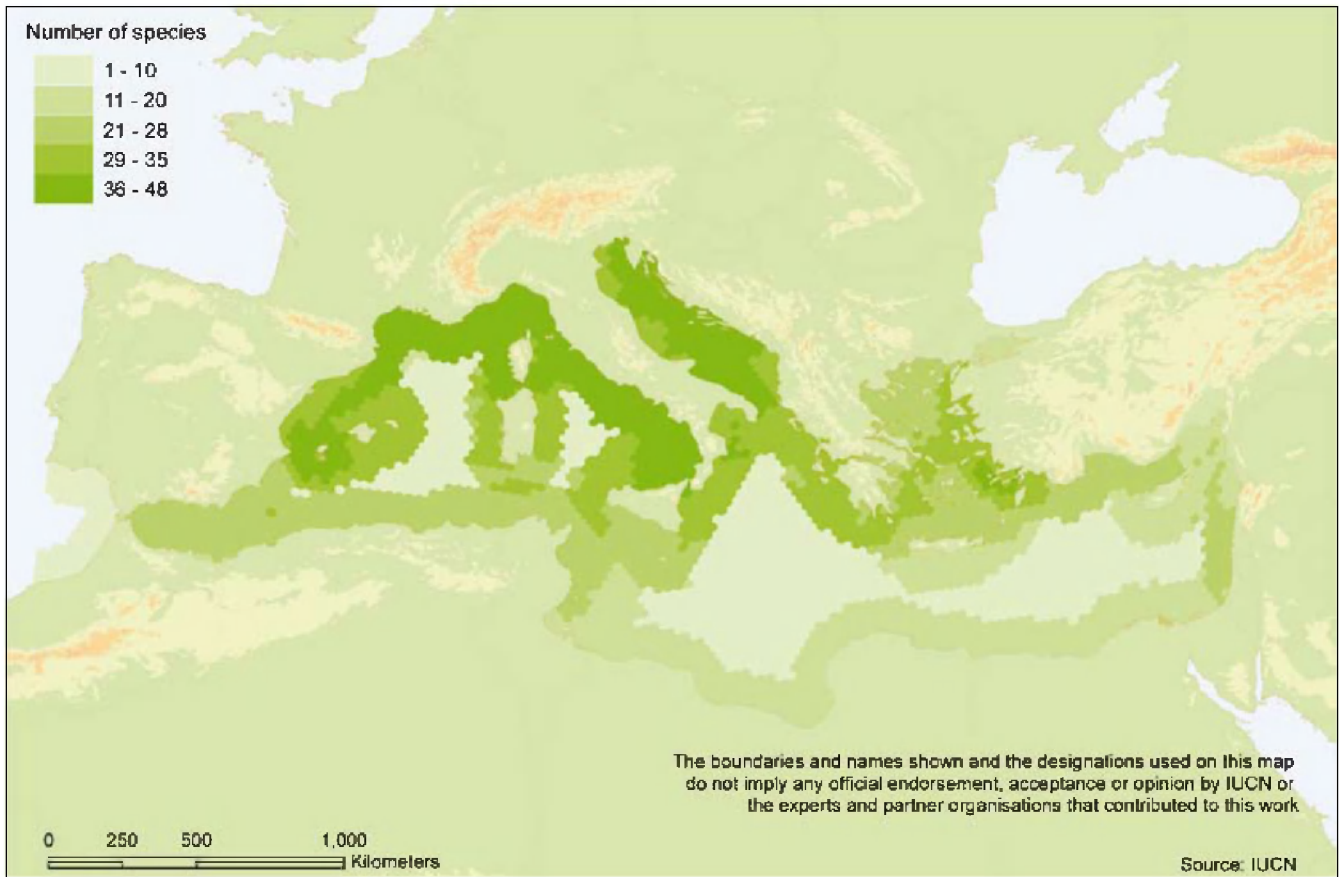 Number of species
1 - 10
11 - 20
21 - 28
29 - 35
36 - 48
The boundaries and names shown and the designations used on this map
do not imply any official endorsement, acceptance or opinion by IUCN or
the experts and partner organisations that contributed to this work
0 250 500 1,000
Kilometers
Source: IUCN